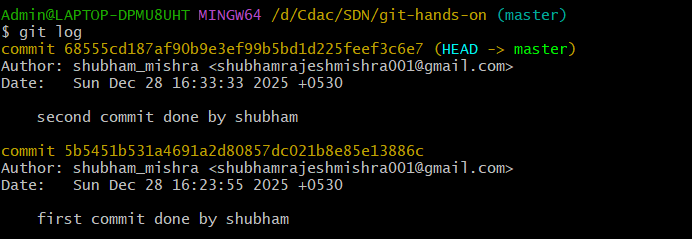 Admin@LAPTOP-DPMU8UHT MINGW64 /d/Cdac/SDN/git-hands-on (master)
$ git log
commit 68555cd187af90b9e3ef99b5bd1d225feef3c6e7 (HEAD -> master)
Author: shubham_mishra <shubhamrajeshmishra001@gmail.com>
Date:   Sun Dec 28 16:33:33 2025 +0530
    second commit done by shubham
commit 5b5451b531a4691a2d80857dc021b8e85e13886c
Author: shubham_mishra <shubhamrajeshmishra001@gmail.com>
Date:   Sun Dec 28 16:23:55 2025 +0530
    first commit done by shubham